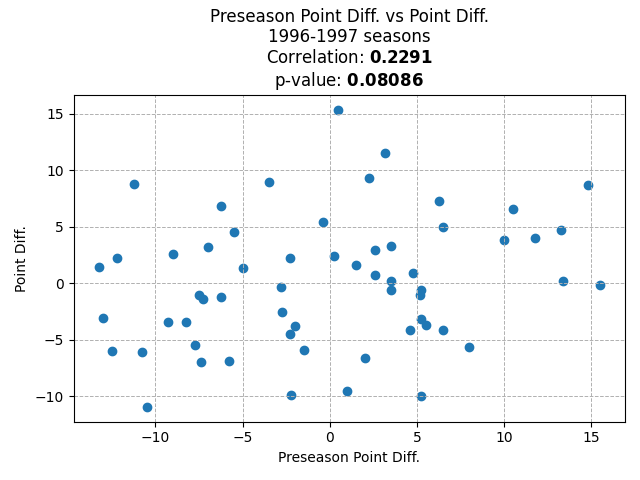 Preseason Point Diff. vs Point Diff.
1996-1997 seasons
Correlation: 0.2291
p-value: 0.08086
15
10
5
0
−5
−10
Point Diff.
−10
−5
0
5
10
15
Preseason Point Diff.